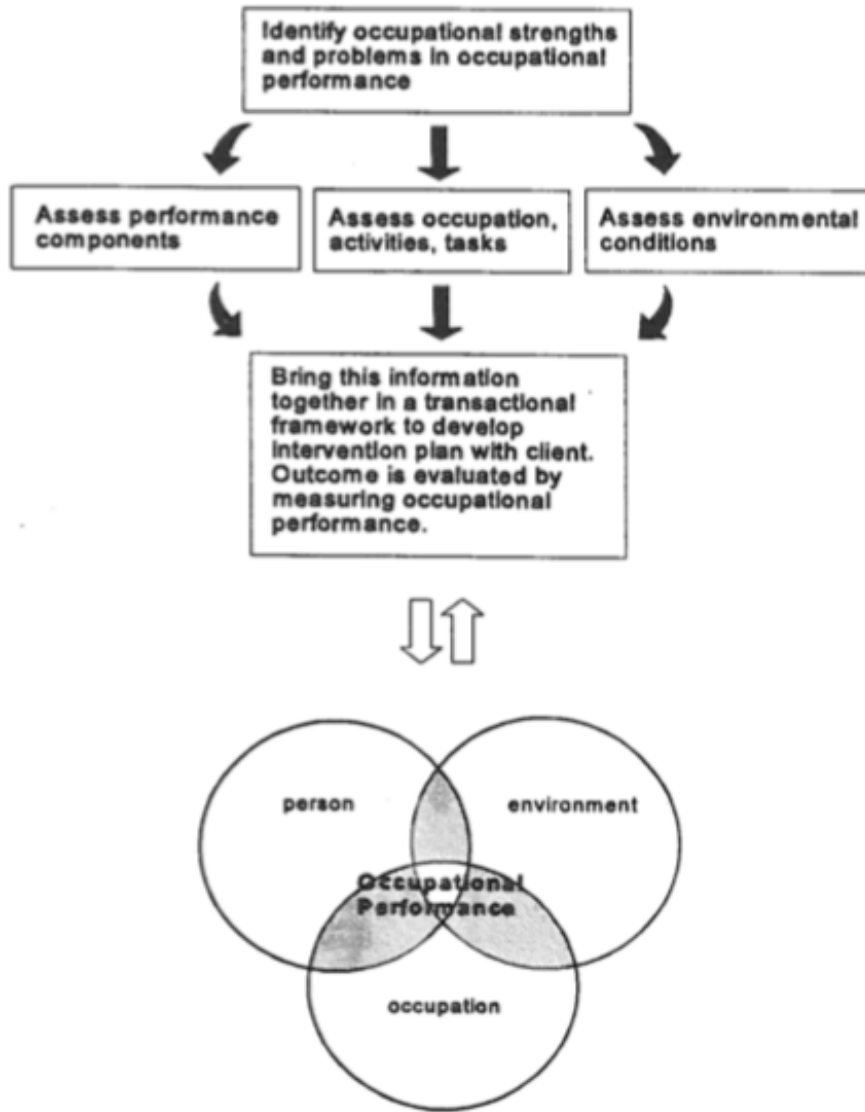 Identify occupational strengths
and problems in occupational
performance
Assess performance
components
Assess occupation,
activities, tasks
Assess environmental
conditions
Bring this information
together in a transactional
framework to develop
intervention plan with client.
Outcome is evaluated by
measuring occupational
performance.
person
environment
Occupational
Performance
occupation